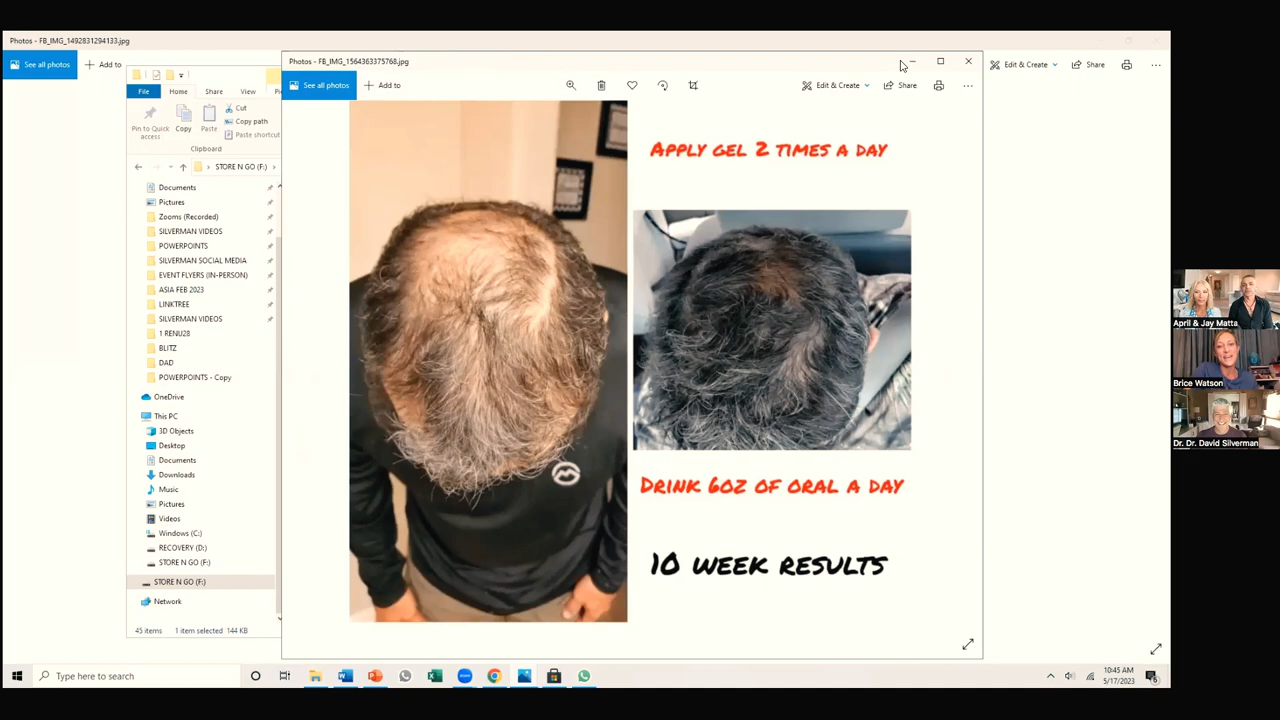 Photos - FB_IMG_1492831294133.jpg
See all photos
Add to
Edit & Create
Share
Photos - FB_IMG_1564363375768.jpg
See all photos
Add to
Edit & Create
Share
File
Home
Share
View
Pin to Quick access
Copy
Paste
Cut
Copy path
Paste shortcut
Clipboard
STORE N GO (F:)
Documents
Pictures
Zooms (Recorded)
SILVERMAN VIDEOS
POWERPOINTS
SILVERMAN SOCIAL MEDIA
EVENT FLYERS (IN-PERSON)
ASIA FEB 2023
LINKTREE
SILVERMAN VIDEOS
1 RENU28
BLITZ
DAD
POWERPOINTS - Copy
OneDrive
This PC
3D Objects
Desktop
Documents
Downloads
Music
Pictures
Videos
Windows (C:)
RECOVERY (D:)
STORE N GO (F:)
STORE N GO (F:)
Network
45 items
1 item selected 144 KB
APPLY GEL 2 TIMES A DAY
DRINK 6OZ OF ORAL A DAY
10 WEEK RESULTS
April & Jay Matta
Brice Watson
Dr. Dr. David Silverman
Type here to search
10:45 AM
5/17/2023